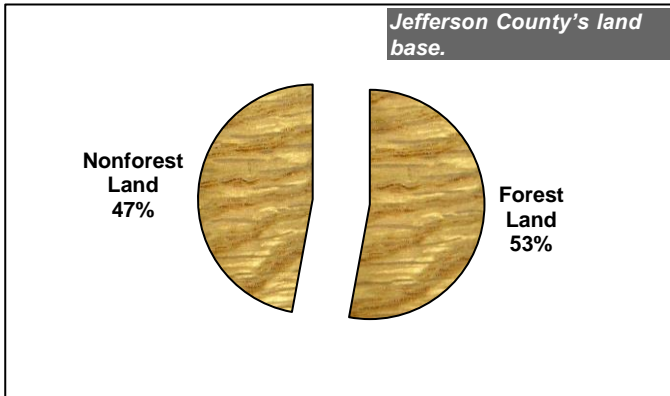 Jefferson County's land
base.
Nonforest
Land
47%
Forest
Land
53%